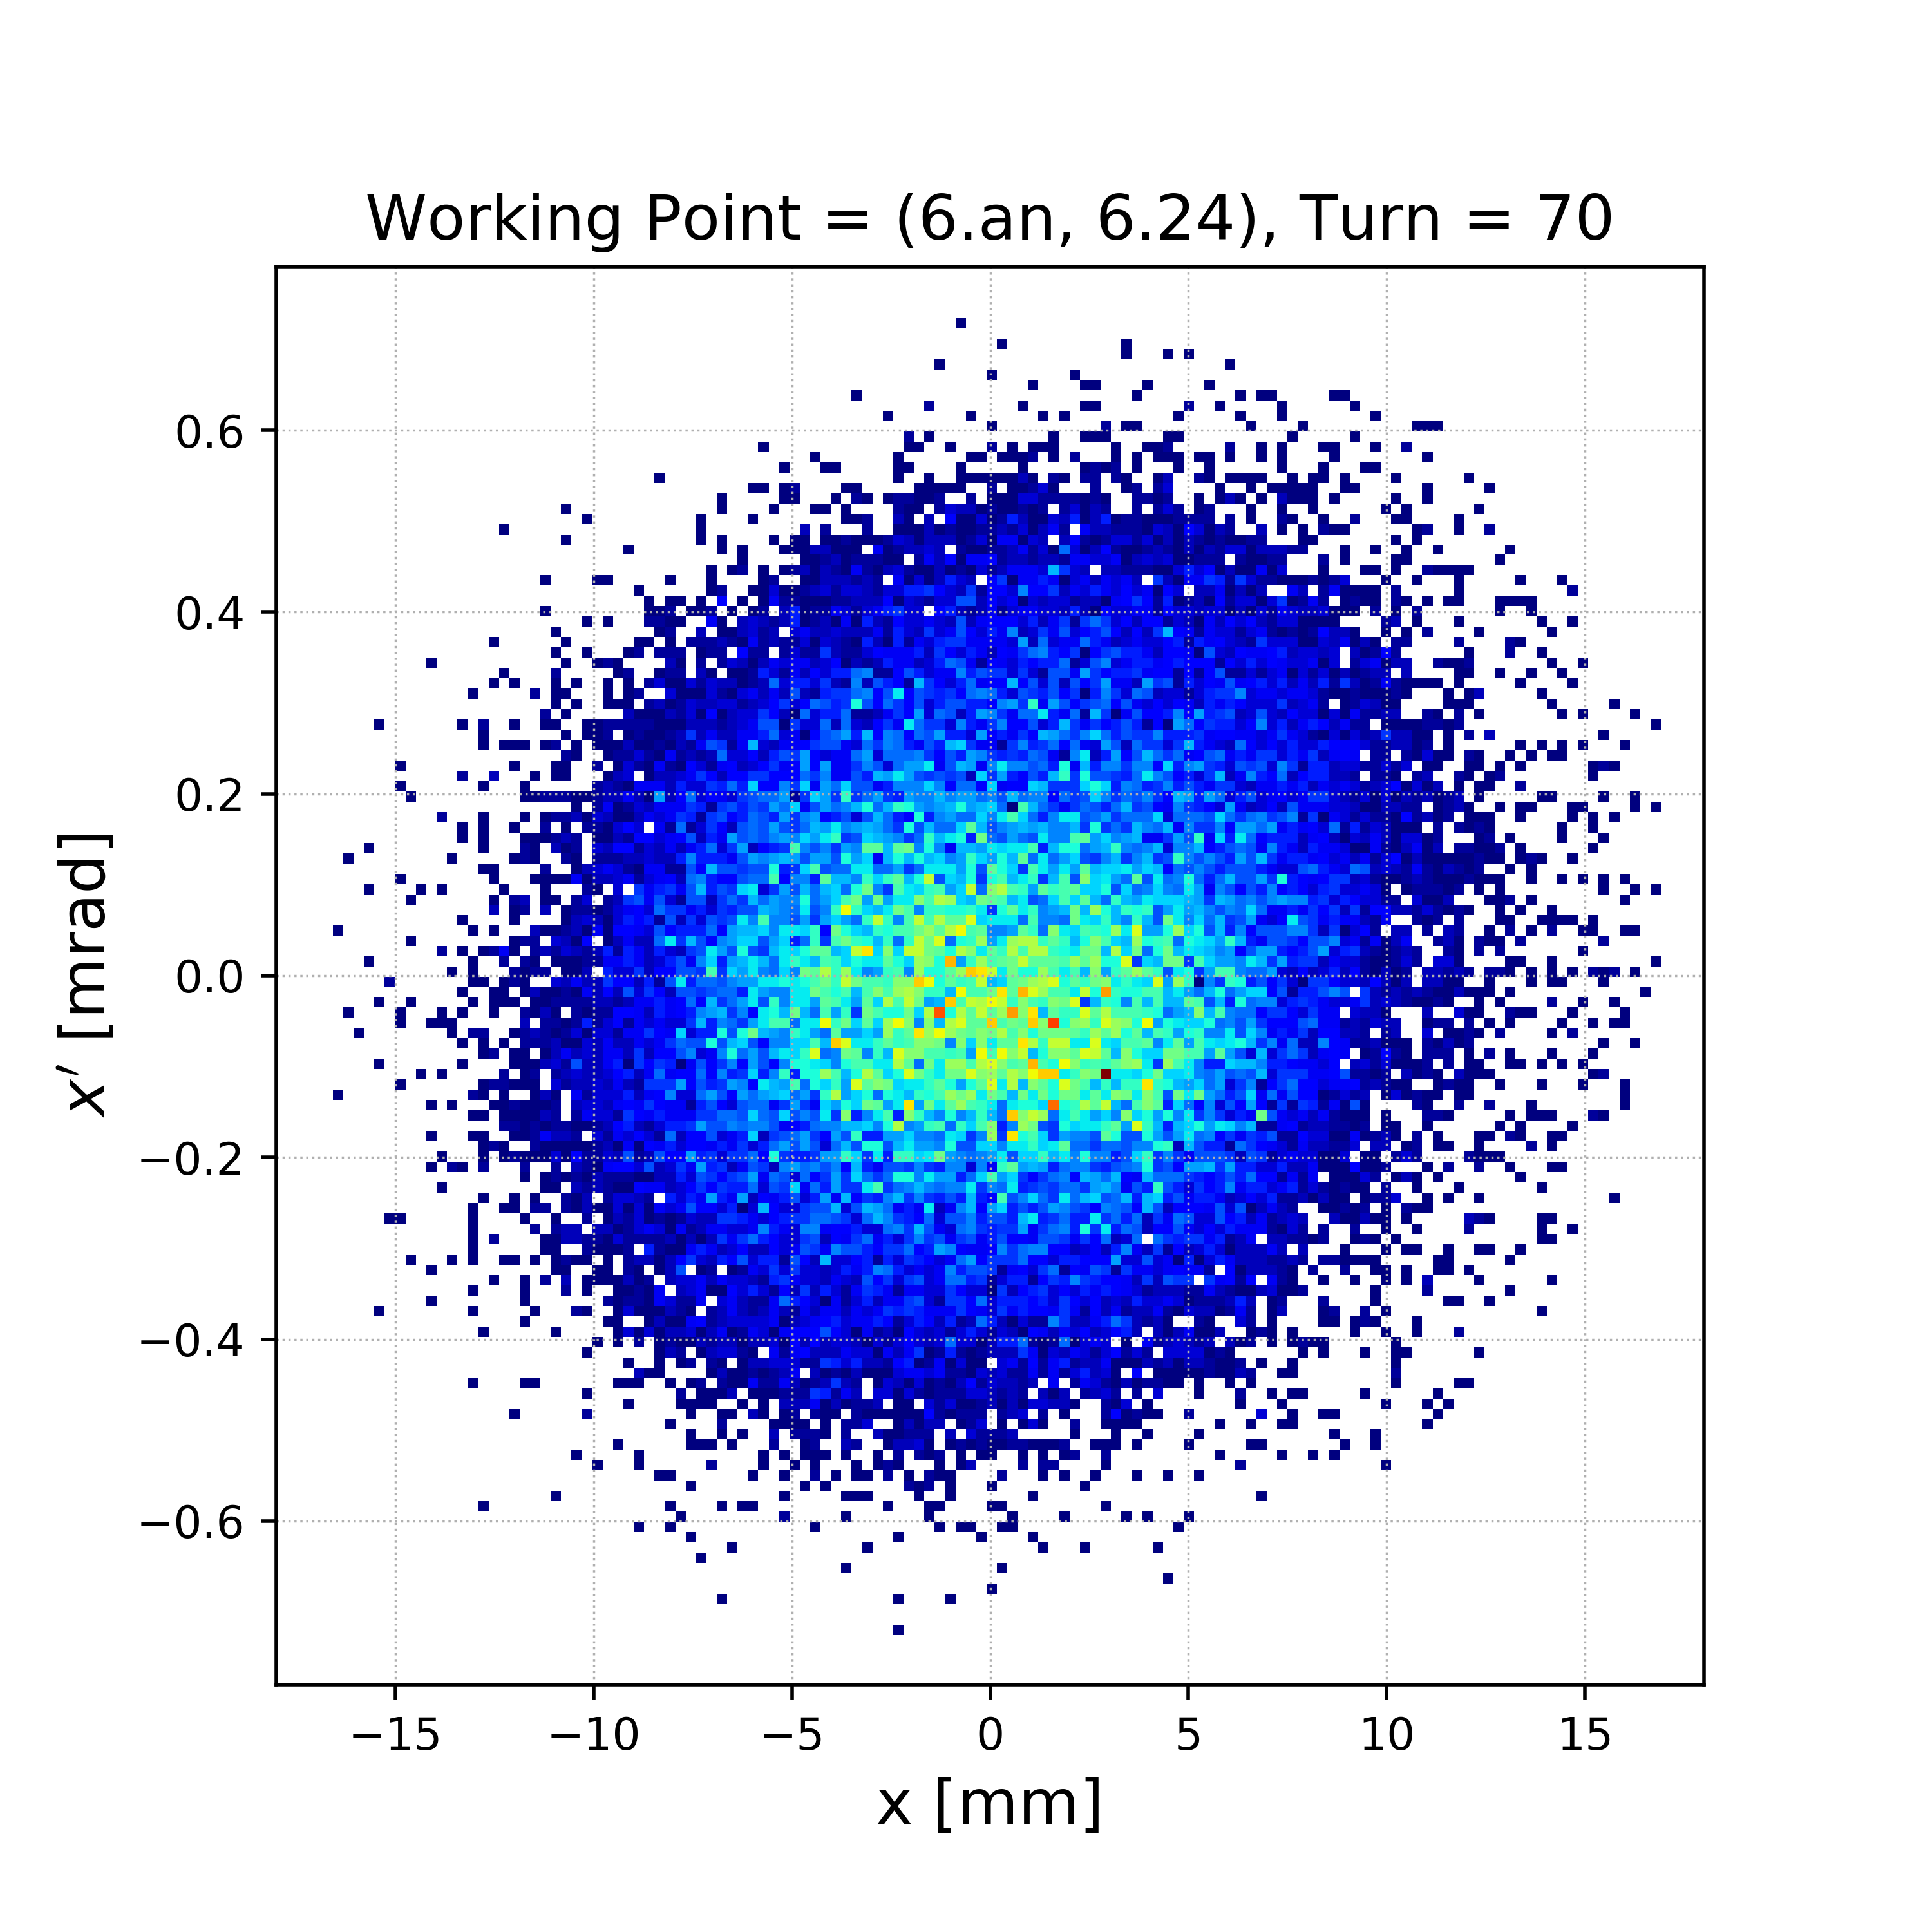 Working Point = (6.an, 6.24), Turn = 70
0.6
0.4
0.2
0.0
−0.2
−0.4
−0.6
x′ [mrad]
−15 −10 −5 0 5 10 15
x [mm]